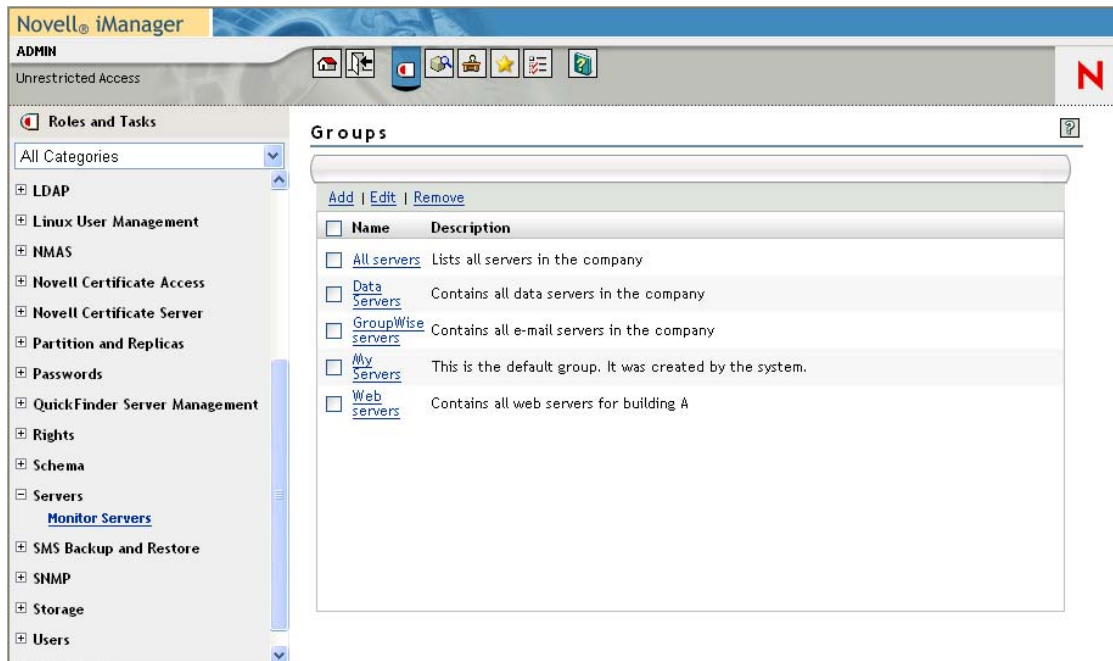 Novell® iManager
ADMIN
Unrestricted Access
N
Roles and Tasks
All Categories
LDAP
Linux User Management
NMAS
Novell Certificate Access
Novell Certificate Server
Partition and Replicas
Passwords
QuickFinder Server Management
Rights
Schema
Servers
Monitor Servers
SMS Backup and Restore
SNMP
Storage
Users
Groups
?
Add | Edit | Remove
Name Description
All servers Lists all servers in the company
Data Servers Contains all data servers in the company
GroupWise servers Contains all e-mail servers in the company
My Servers This is the default group. It was created by the system.
Web servers Contains all web servers for building A